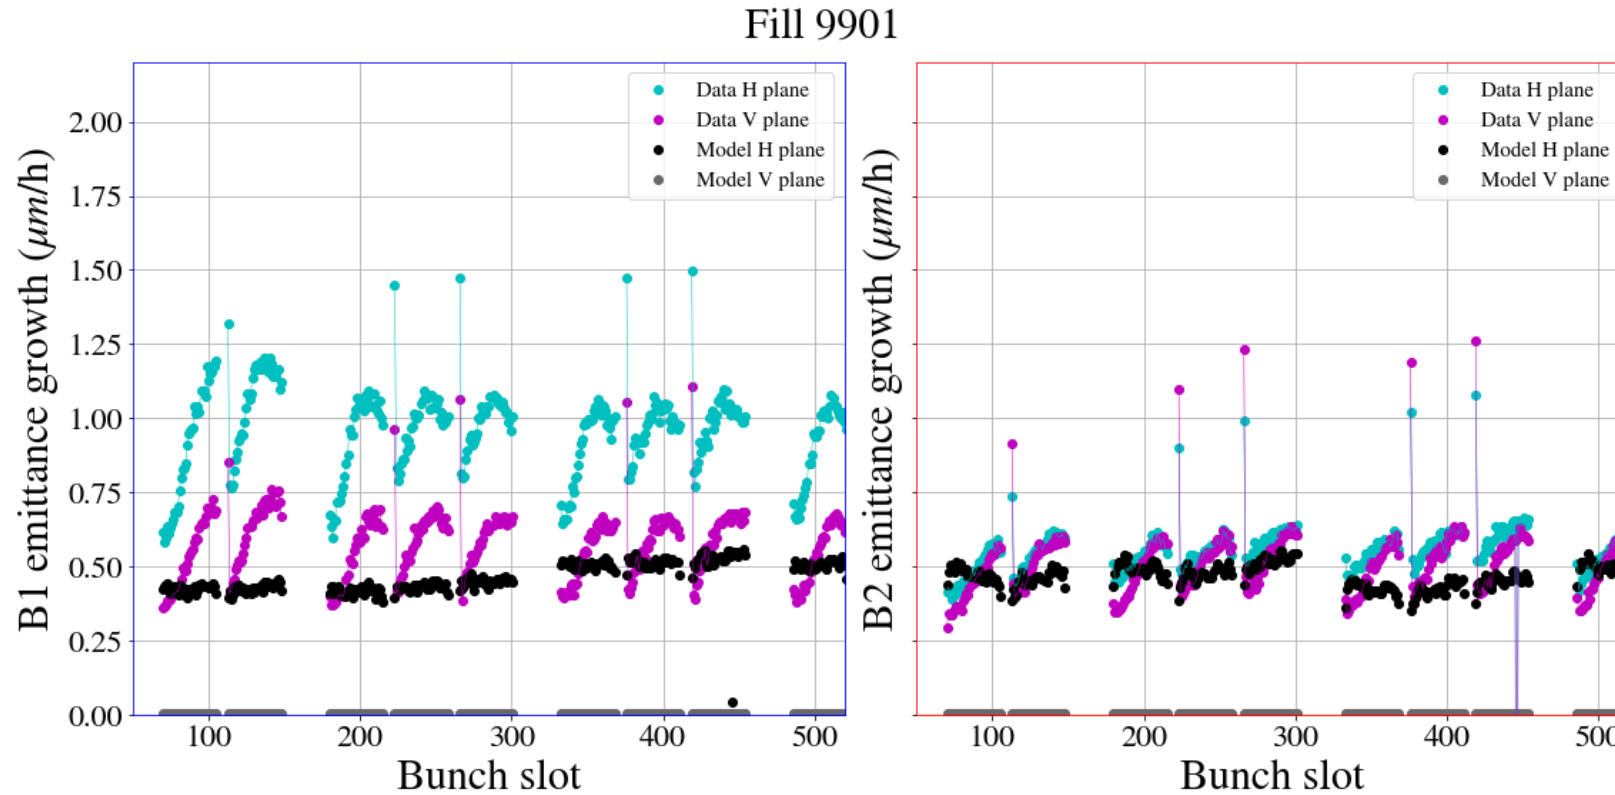 Fill 9901
B1 emittance growth (μm/h)
2.00
1.75
1.50
1.25
1.00
0.75
0.50
0.25
0.00
100
200
300
400
500
Bunch slot
Data H plane
Data V plane
Model H plane
Model V plane
B2 emittance growth (μm/h)
100
200
300
400
Bunch slot
Data H plane
Data V plane
Model H plane
Model V plane